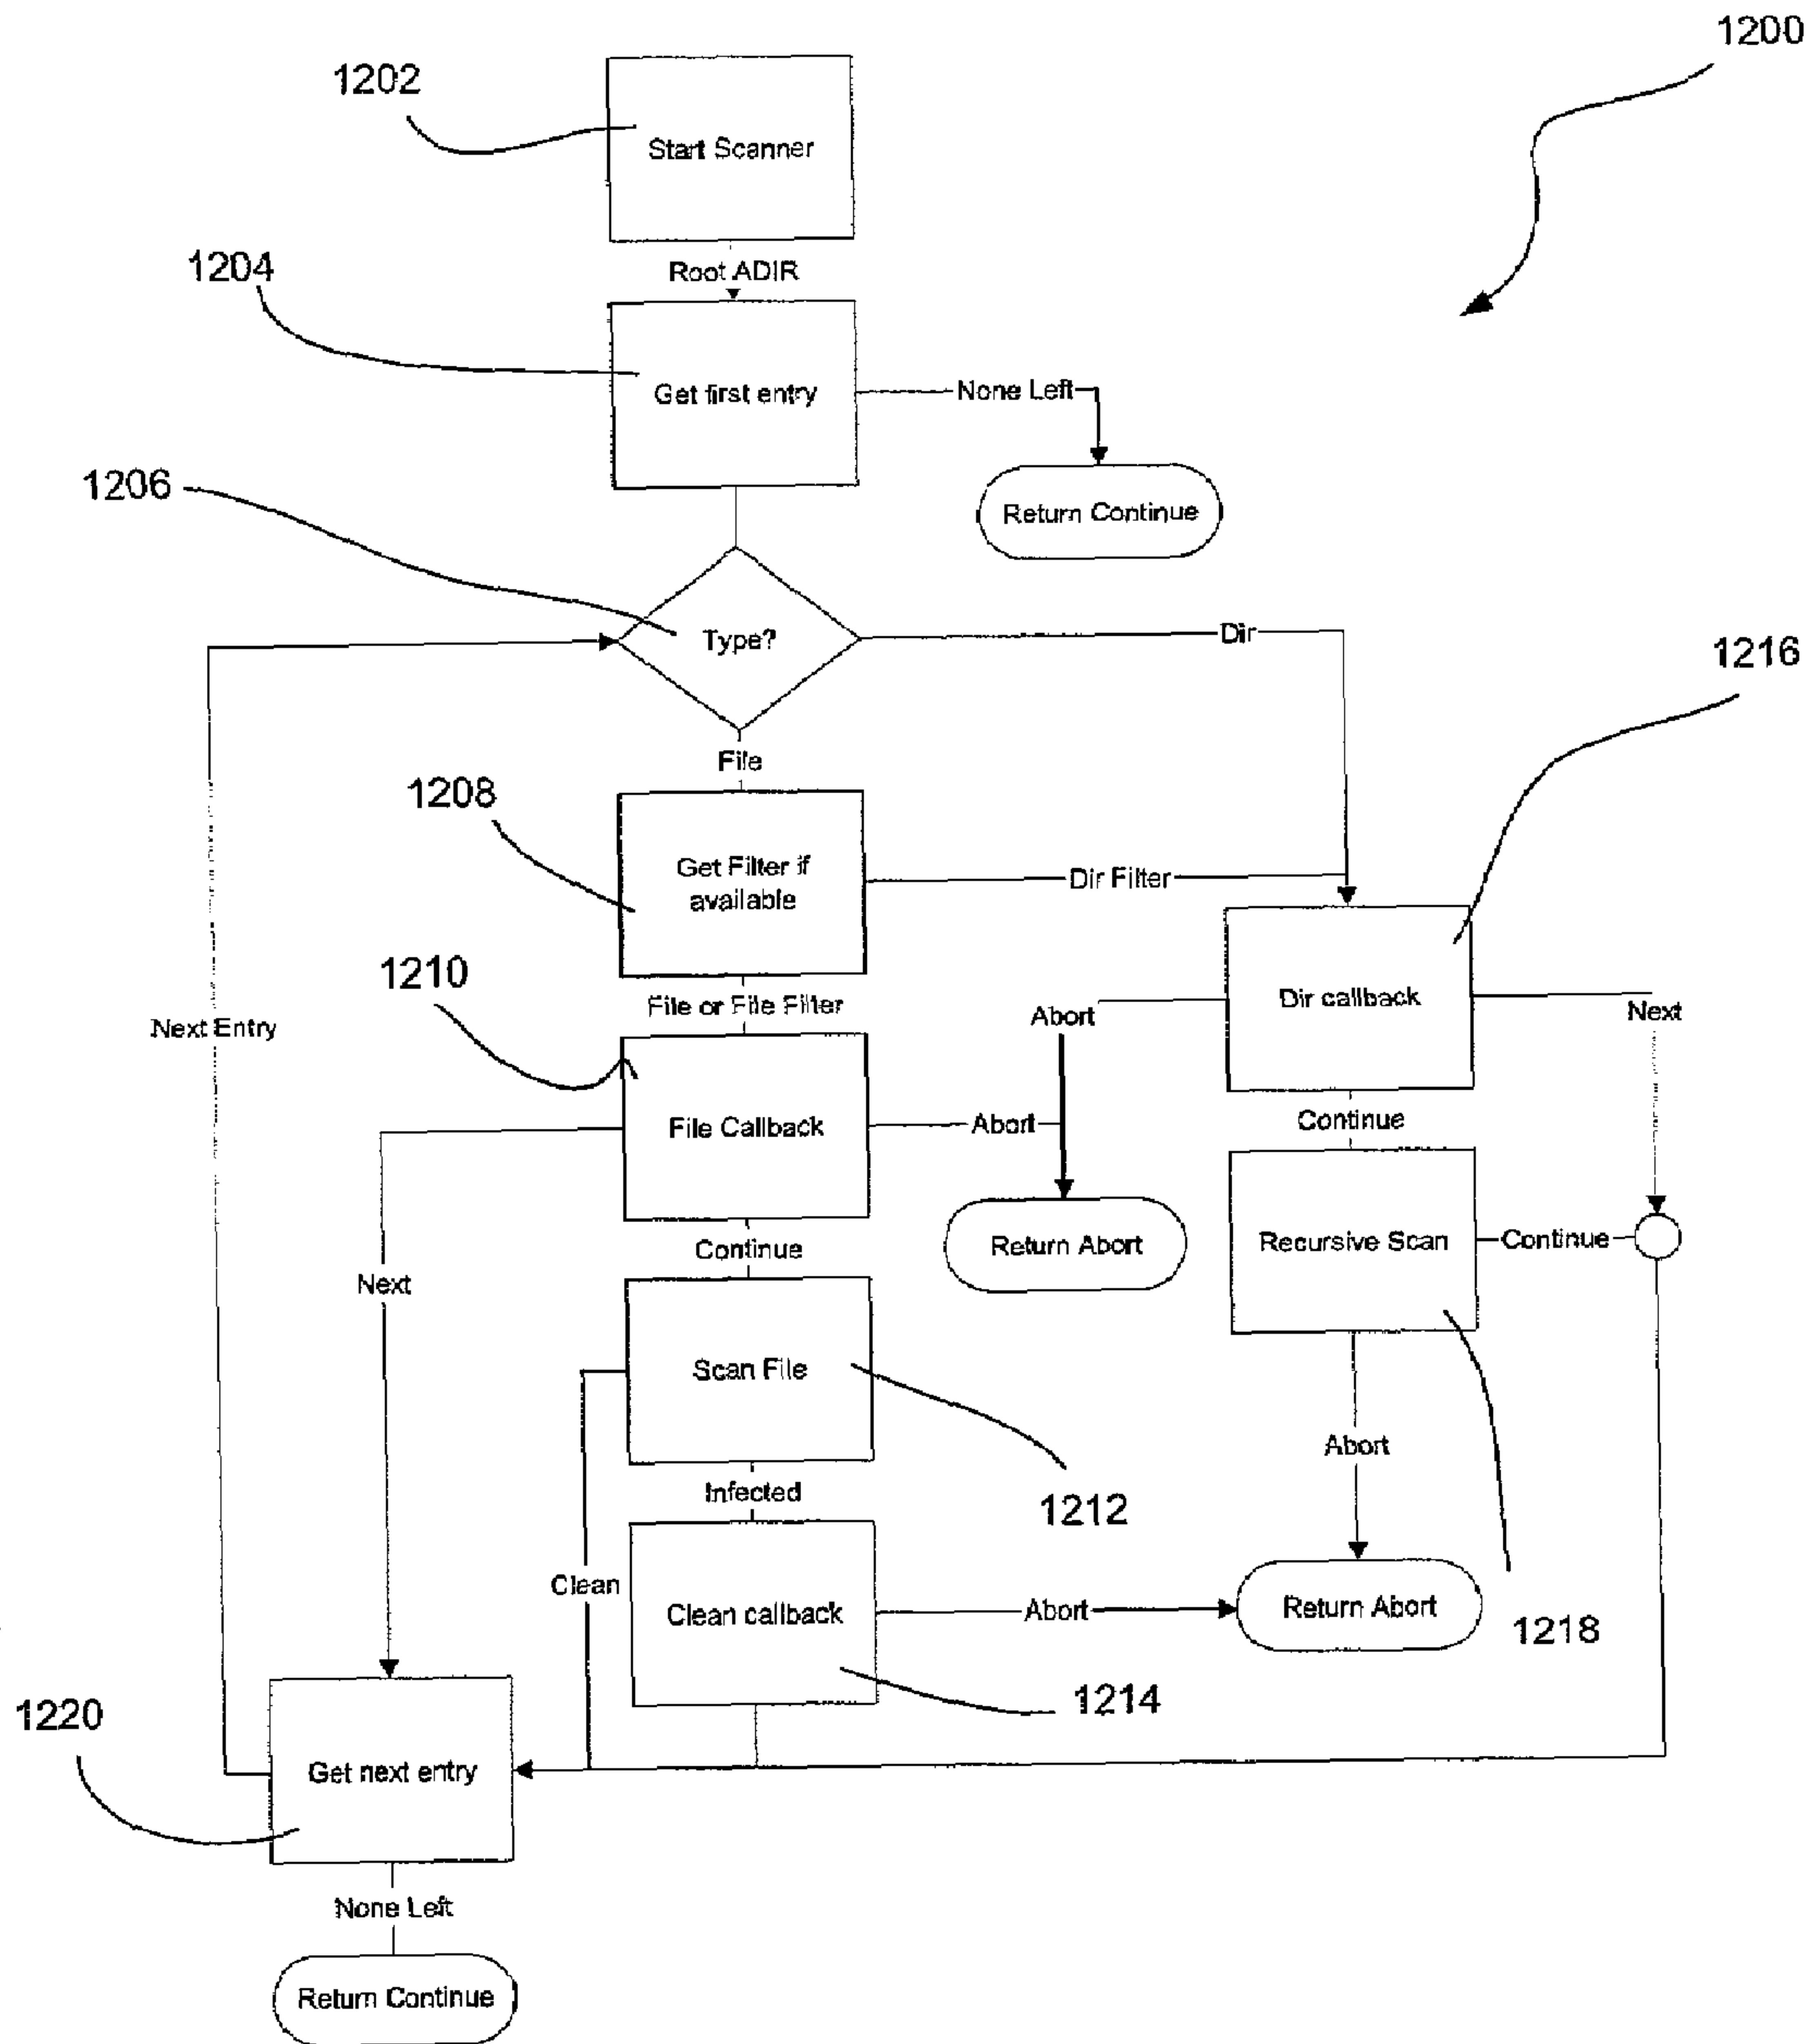 1200
1202
Start Scanner
1204
Root ADIR
Get first entry
None Left
1206
Return Continue
Type?
Dir
1216
File
1208
Get Filter if
available
Dir Filter
1210
File or File Filter
Dir callback
Next Entry
Abort
Next
File Callback
Abort
Continue
Continue
Return Abort
Recursive Scan
Continue
Next
Scan File
Abort
Infected
1212
Clean
Clean callback
Abort
Return Abort
1218
1214
1220
Get next entry
None Left
Return Continue